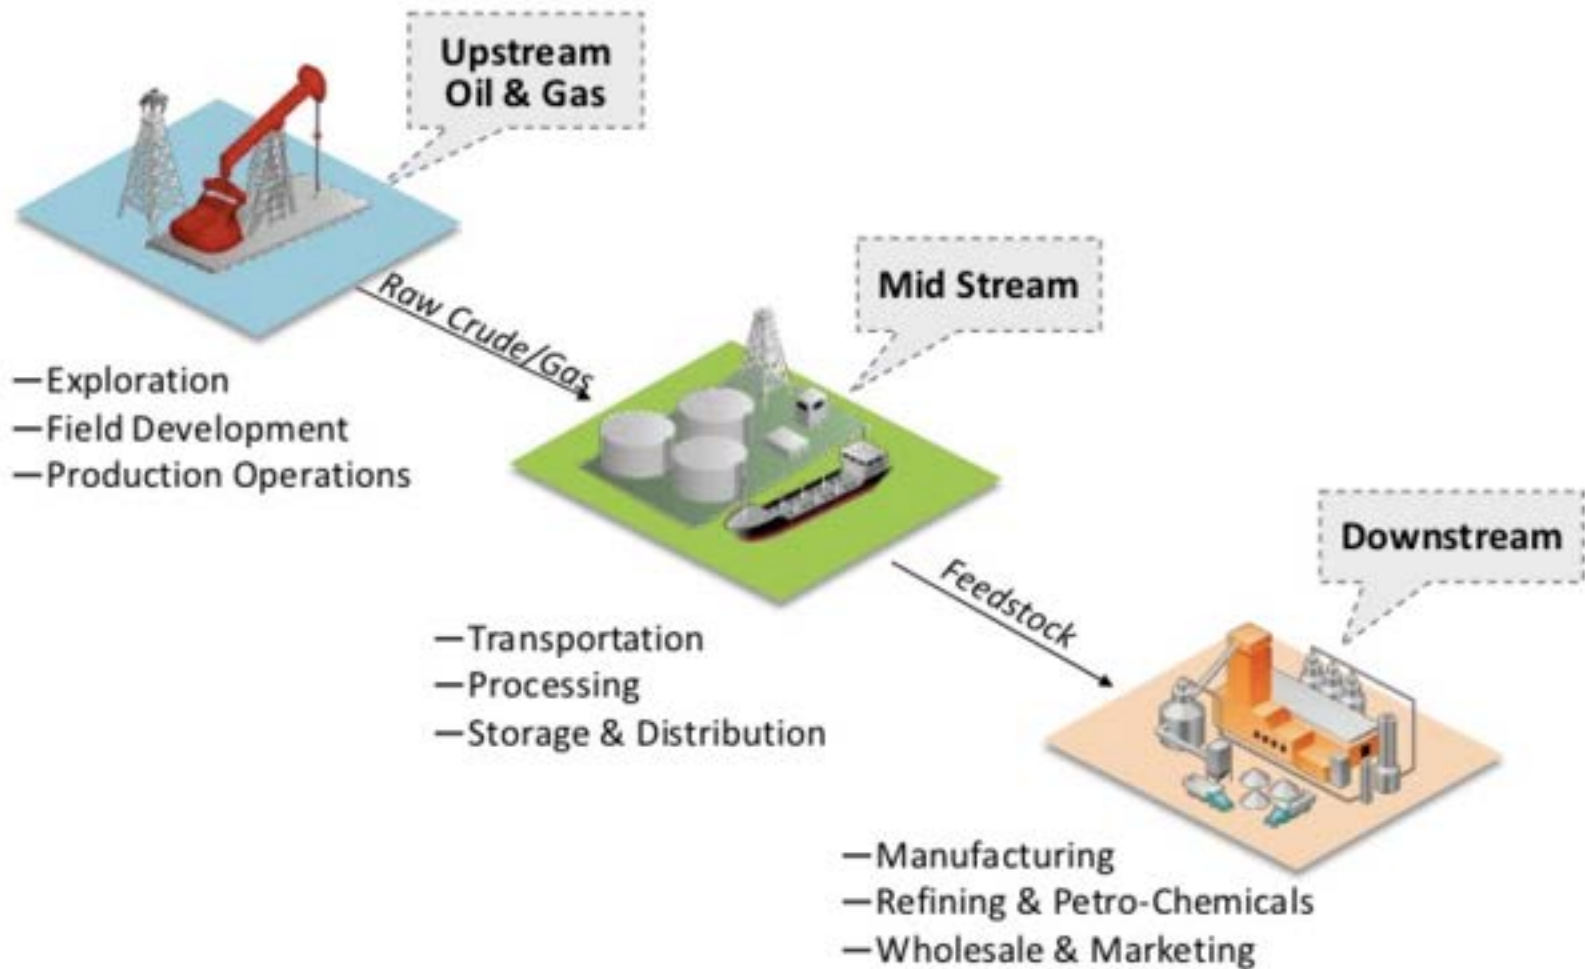 Upstream
Oil & Gas
Raw Crude/Gas
—Exploration
—Field Development
—Production Operations
Mid Stream
Feedstock
—Transportation
—Processing
—Storage & Distribution
Downstream
—Manufacturing
—Refining & Petro-Chemicals
—Wholesale & Marketing